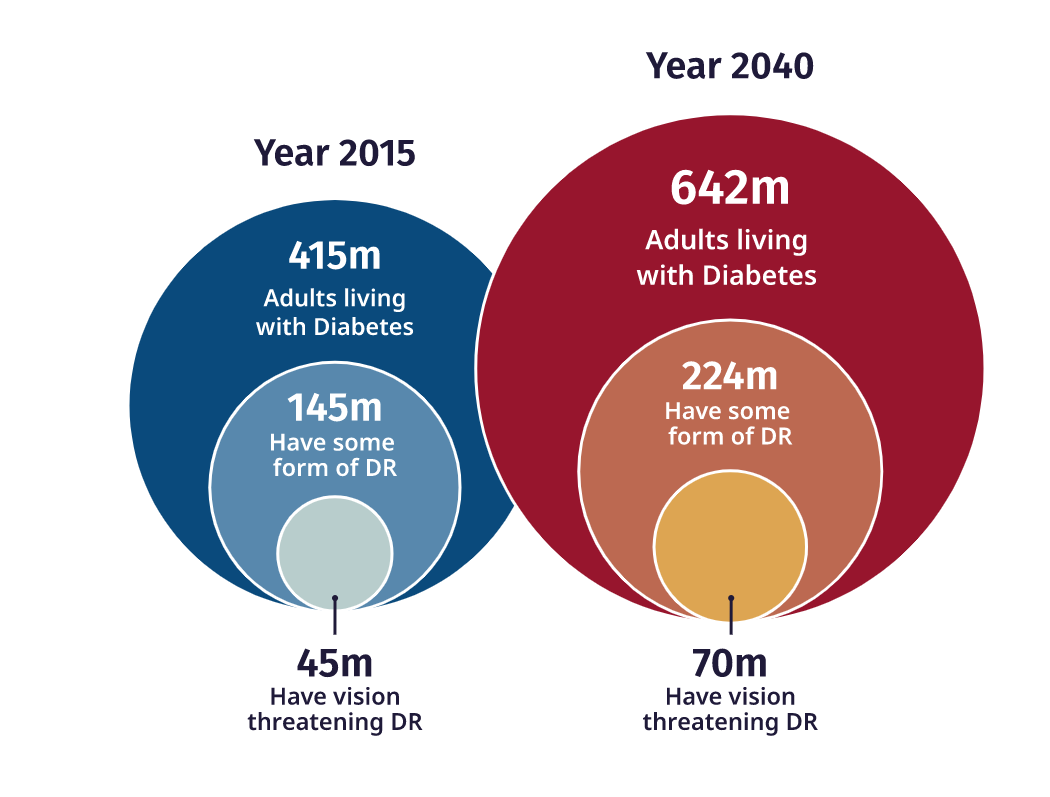 Year 2015
415m
Adults living
with Diabetes
145m
Have some
form of DR
45m
Have vision
threatening DR
Year 2040
642m
Adults living
with Diabetes
224m
Have some
form of DR
70m
Have vision
threatening DR